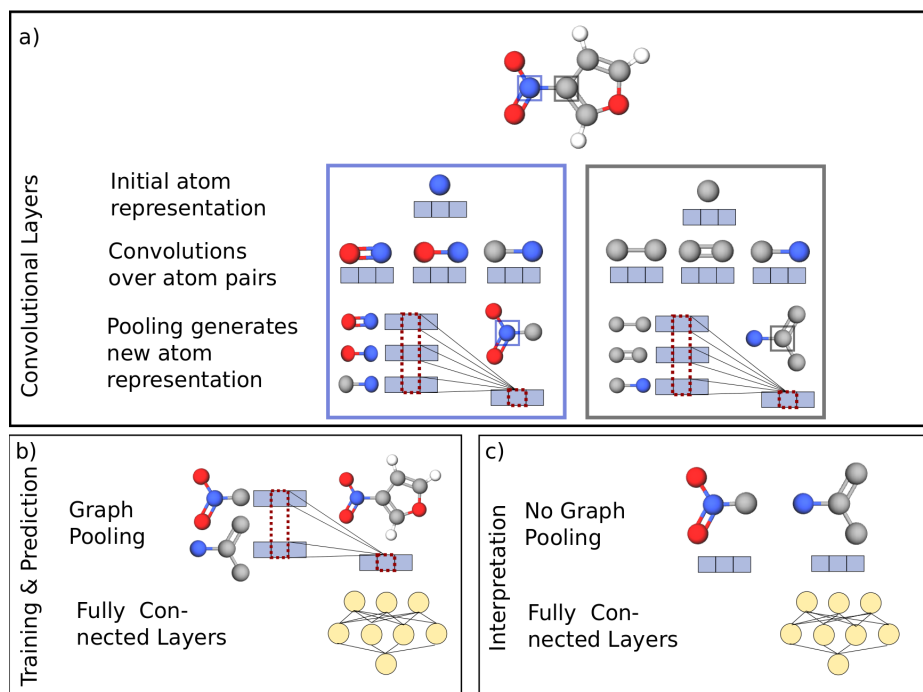 a)
Convolutional Layers
Initial atom
representation
Convolutions
over atom pairs
Pooling generates
new atom
representation
b)
Training & Prediction
Graph
Pooling
Fully Con-
nected Layers
c)
Interpretation
No Graph
Pooling
Fully Con-
nected Layers